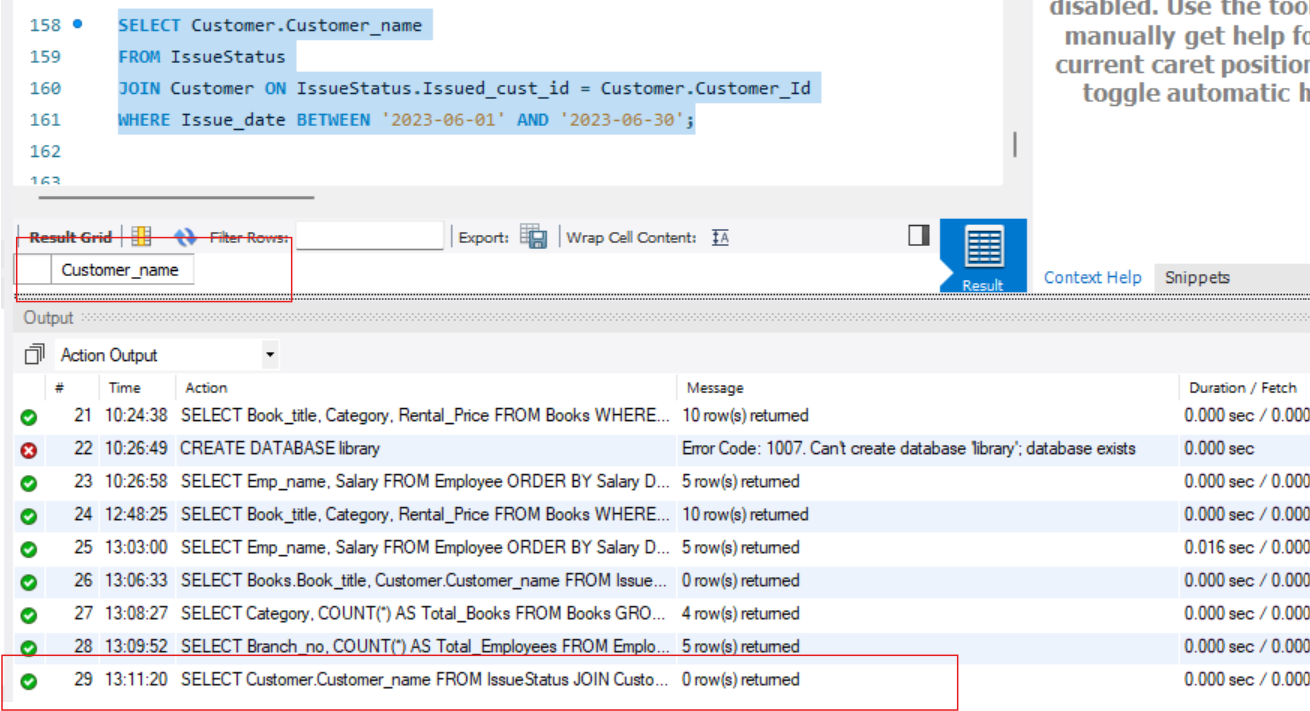 158 SELECT Customer.Customer_name
159 FROM IssueStatus
160 JOIN Customer ON IssueStatus.Issued_cust_id = Customer.Customer_Id
161 WHERE Issue_date BETWEEN '2023-06-01' AND '2023-06-30';
162
163
disabled. Use the
manually get help
current caret position
toggle automatic
Result Grid Filter Rows: Export: Wrap Cell Content: IA
Customer_name
Result
Context Help Snippets
Output
Action Output
# Time Action Message Duration / Fetch
21 10:24:38 SELECT Book_title, Category, Rental_Price FROM Books WHERE... 10 row(s) returned 0.000 sec / 0.000
22 10:26:49 CREATE DATABASE library Error Code: 1007. Can't create database 'library'; database exists 0.000 sec
23 10:26:58 SELECT Emp_name, Salary FROM Employee ORDER BY Salary D... 5 row(s) returned 0.000 sec / 0.000
24 12:48:25 SELECT Book_title, Category, Rental_Price FROM Books WHERE... 10 row(s) returned 0.000 sec / 0.000
25 13:03:00 SELECT Emp_name, Salary FROM Employee ORDER BY Salary D... 5 row(s) returned 0.016 sec / 0.000
26 13:06:33 SELECT Books.Book_title, Customer.Customer_name FROM Issue... 0 row(s) returned 0.000 sec / 0.000
27 13:08:27 SELECT Category, COUNT(*) AS Total_Books FROM Books GRO... 4 row(s) returned 0.000 sec / 0.000
28 13:09:52 SELECT Branch_no, COUNT(*) AS Total_Employees FROM Emplo... 5 row(s) returned 0.000 sec / 0.000
29 13:11:20 SELECT Customer.Customer_name FROM IssueStatus JOIN Custo... 0 row(s) returned 0.000 sec / 0.000